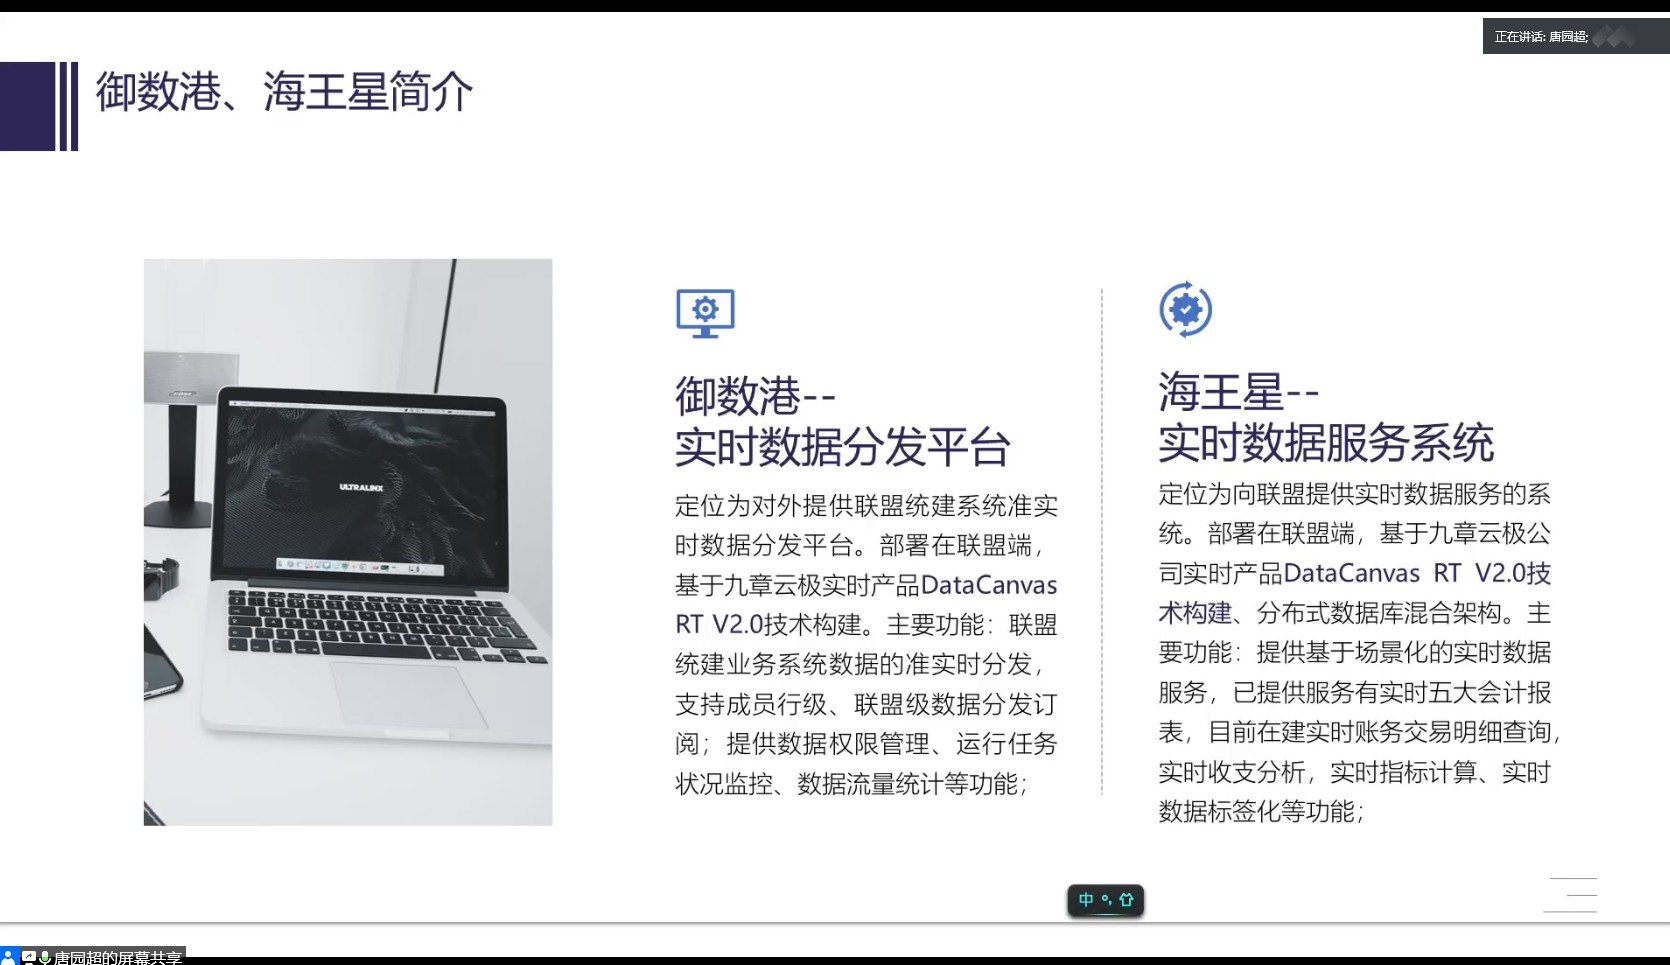 正在讲话: 唐园超;
御数港、海王星简介
ULTRALINX
御数港--
实时数据分发平台
定位为对外提供联盟统建系统准实
时数据分发平台。部署在联盟端，
基于九章云极实时产品DataCanvas
RT V2.0技术构建。主要功能：联盟
统建业务系统数据的准实时分发，
支持成员行级、联盟级数据分发订
阅；提供数据权限管理、运行任务
状况监控、数据流量统计等功能；
海王星--
实时数据服务系统
定位为向联盟提供实时数据服务的系
统。部署在联盟端，基于九章云极公
司实时产品DataCanvas RT V2.0技
术构建、分布式数据库混合架构。主
要功能：提供基于场景化的实时数据
服务，已提供服务有实时五大会计报
表，目前在建实时账务交易明细查询，
实时收支分析，实时指标计算、实时
数据标签化等功能；
中
唐园超的屏幕共享